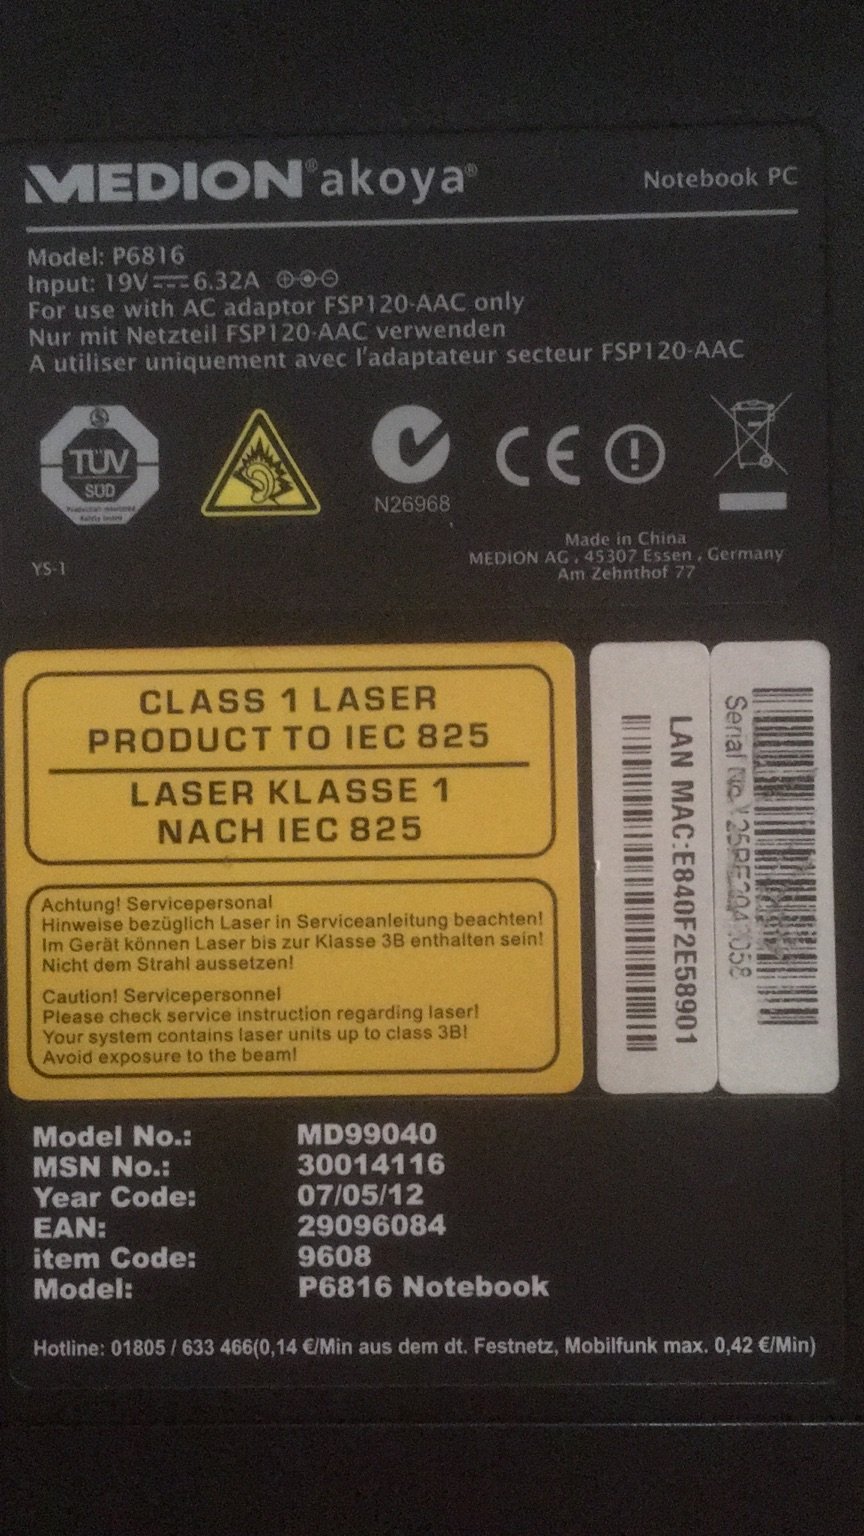 MEDION® akoya®
Notebook PC
Model: P6816
Input: 19V⎓6.32A
For use with AC adaptor FSP120-AAC only
Nur mit Netzteil FSP120-AAC verwenden
A utiliser uniquement avec l'adaptateur secteur FSP120-AAC
TÜV
SÜD
Production monitored
Safety tested
N26968
CE
YS-1
Made in China
MEDION AG , 45307 Essen , Germany
Am Zehnthof 77
CLASS 1 LASER
PRODUCT TO IEC 825
LASER KLASSE 1
NACH IEC 825
Achtung! Servicepersonal
Hinweise bezüglich Laser in Serviceanleitung beachten!
Im Gerät können Laser bis zur Klasse 3B enthalten sein!
Nicht dem Strahl aussetzen!
Caution! Servicepersonnel
Please check service instruction regarding laser!
Your system contains laser units up to class 3B!
Avoid exposure to the beam!
LAN MAC:E840F2E58901
Serial No.
Model No.: MD99040
MSN No.: 30014116
Year Code: 07/05/12
EAN: 29096084
item Code: 9608
Model: P6816 Notebook
Hotline: 01805 / 633 466(0,14 €/Min aus dem dt. Festnetz, Mobilfunk max. 0,42 €/Min)